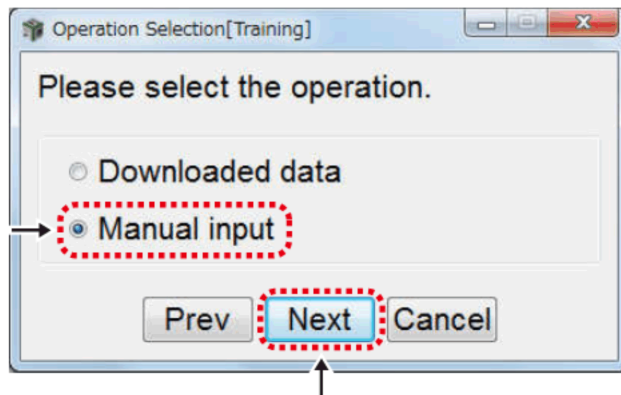 Operation Selection[Training]
Please select the operation.
Downloaded data
Manual input
Prev Next Cancel